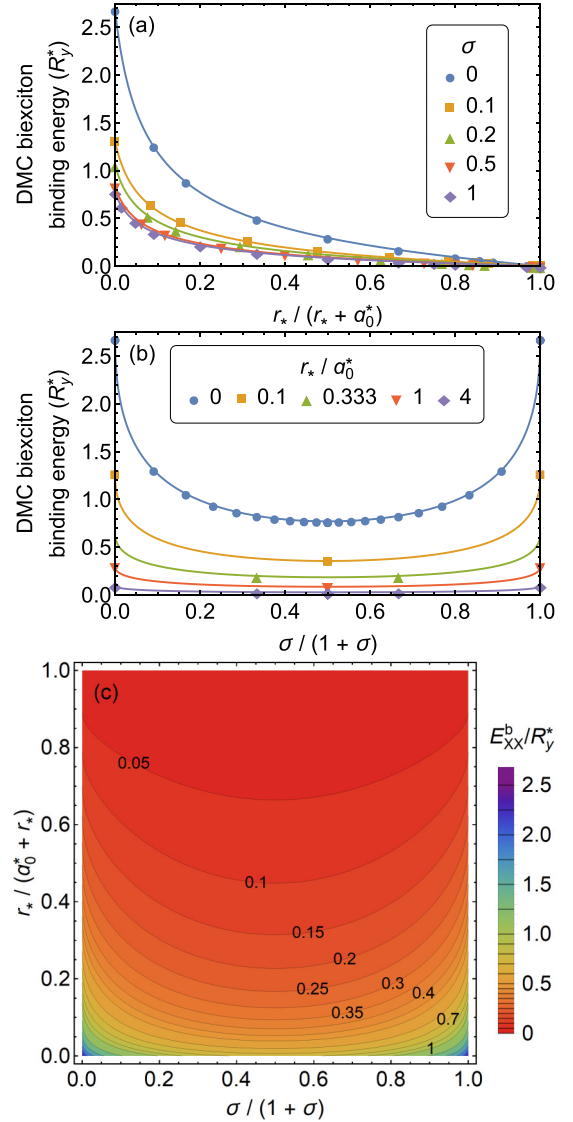 (a)
DMC biexciton
binding energy (R*y)
2.5
2.0
1.5
1.0
0.5
0.0
σ
0
0.1
0.2
0.5
1
0.0 0.2 0.4 0.6 0.8 1.0
r* / (r* + a*0)
(b)
DMC biexciton
binding energy (R*y)
2.5
2.0
1.5
1.0
0.5
0.0
r* / a*0
0 0.1 0.333 1 4
0.0 0.2 0.4 0.6 0.8 1.0
σ / (1 + σ)
(c)
r* / (a*0 + r*)
1.0
0.8
0.6
0.4
0.2
0.0
0.05
0.1
0.15
0.2
0.25
0.3
0.35
0.4
0.7
1
0.0 0.2 0.4 0.6 0.8 1.0
σ / (1 + σ)
EbXX/R*y
2.5
2.0
1.0
0.5
0